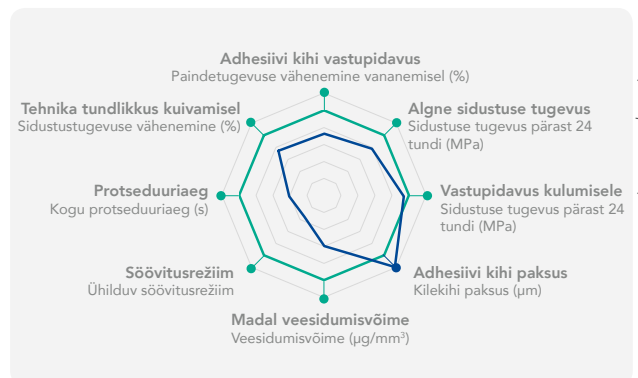 Adhesiivi kihi vastupidavus
Paindetugevuse vähenemine vananemisel (%)
Tehnika tundlikkus kuivamisel
Sidustustugevuse vähenemine (%)
Algne sidustuse tugevus
Sidustuse tugevus pärast 24
tundi (MPa)
Protseduuriaeg
Kogu protseduuriaeg (s)
Vastupidavus kulumisele
Sidustuse tugevus pärast 24
tundi (MPa)
Söövitusrežiim
Ühilduv söövitusrežiim
Adhesiivi kihi paksus
Kilekihi paksus (µm)
Madal veesidumisvõime
Veesidumisvõime (µg/mm³)